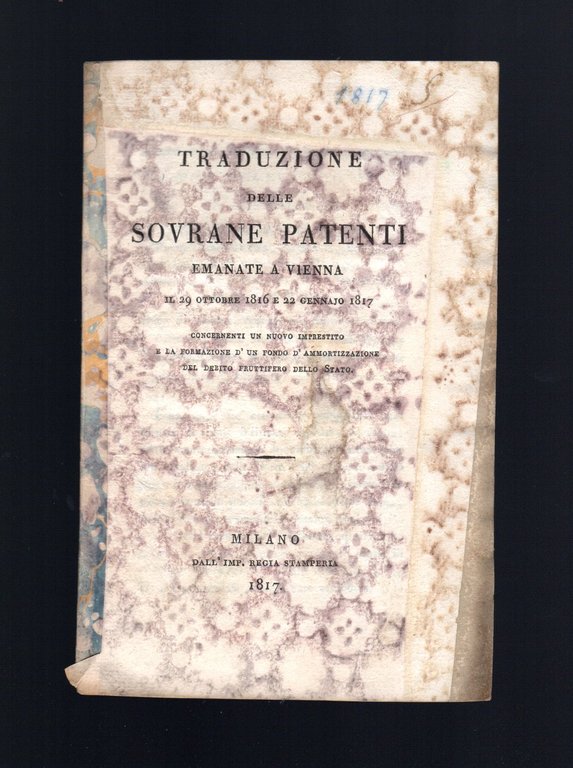 1817 5
TRADUZIONE
DELLE
SOVRANE PATENTI
EMANATE A VIENNA
IL 29 OTTOBRE 1816 E 22 GENNAJO 1817
CONCERNENTI UN NUOVO IMPRESTITO
E LA FORMAZIONE D' UN FONDO D' AMMORTIZZAZIONE
DEL DEBITO FRUTTIFERO DELLO STATO.
MILANO
DALL' IMP. REGIA STAMPERIA
1817.